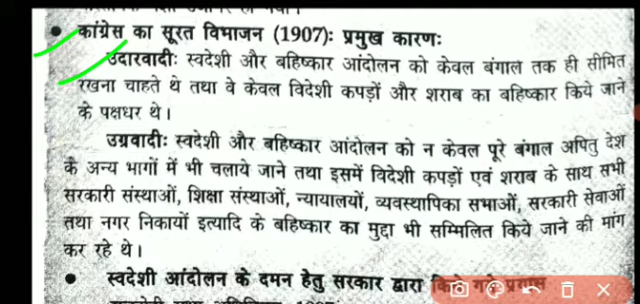 • कांग्रेस का सूरत विभाजन (1907): प्रमुख कारण:
उदारवादी: स्वदेशी और बहिष्कार आंदोलन को केवल बंगाल तक ही सीमित
रखना चाहते थे तथा वे केवल विदेशी कपड़ों और शराब का बहिष्कार किये जाने
के पक्षधर थे।
उग्रवादी: स्वदेशी और बहिष्कार आंदोलन को न केवल पूरे बंगाल अपितु देश
के अन्य भागों में भी चलाये जाने तथा इसमें विदेशी कपड़ों एवं शराब के साथ सभी
सरकारी संस्थाओं, शिक्षा संस्थाओं, न्यायालयों, व्यवस्थापिका सभाओं, सरकारी सेवाओं
तथा नगर निकायों इत्यादि के बहिष्कार का मुद्दा भी सम्मिलित किये जाने की मांग
कर रहे थे।
• स्वदेशी आंदोलन के दमन हेतु सरकार द्वारा किये गये प्रयास